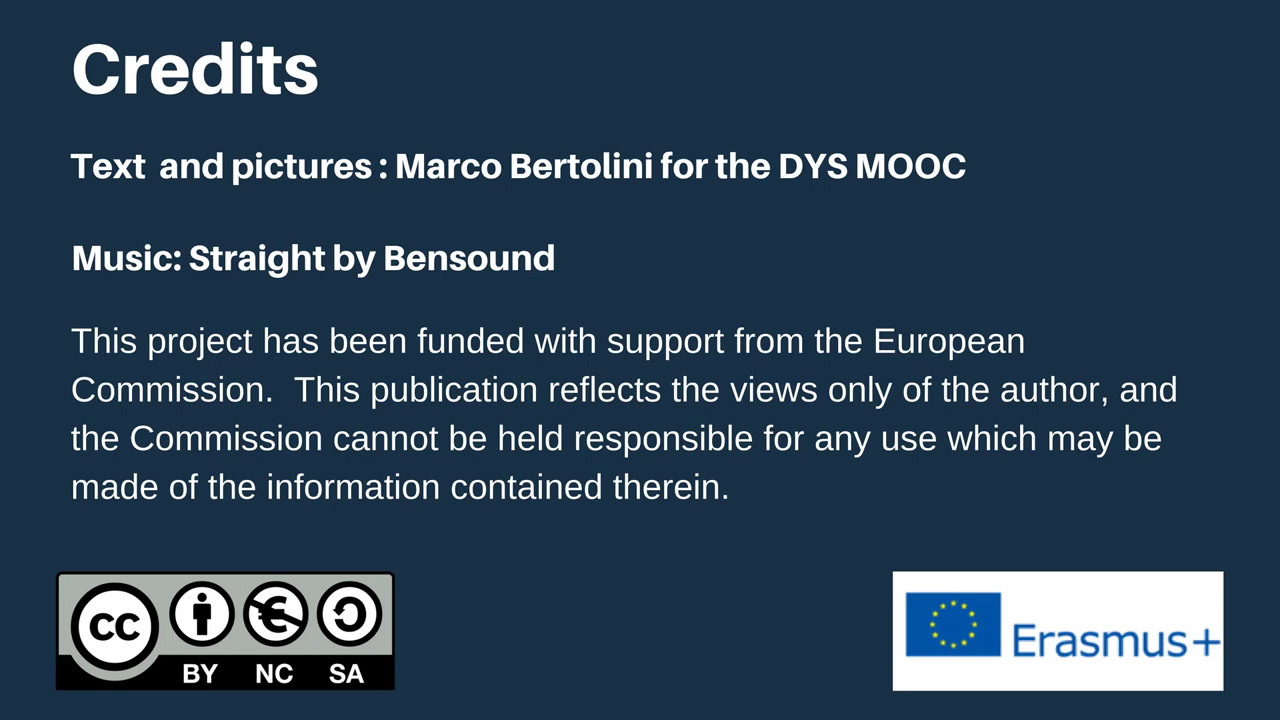 Credits
Text  and pictures : Marco Bertolini for the DYS MOOC
Music: Straight by Bensound
This project has been funded with support from the European
Commission.  This publication reflects the views only of the author, and
the Commission cannot be held responsible for any use which may be
made of the information contained therein.
cc
BY NC SA
Erasmus+